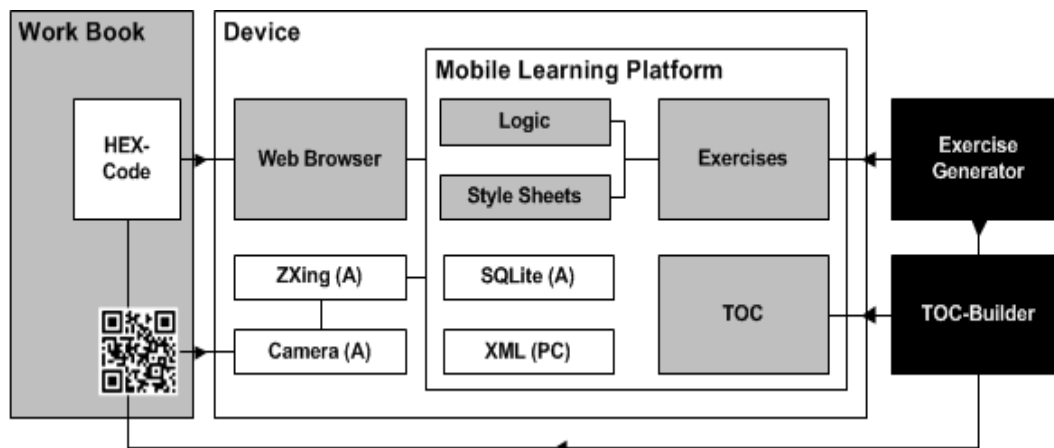 Work Book
Device
Mobile Learning Platform
HEX-
Code
Web Browser
Logic
Style Sheets
Exercises
Exercise
Generator
ZXing (A)
SQLite (A)
TOC
TOC-Builder
Camera (A)
XML (PC)